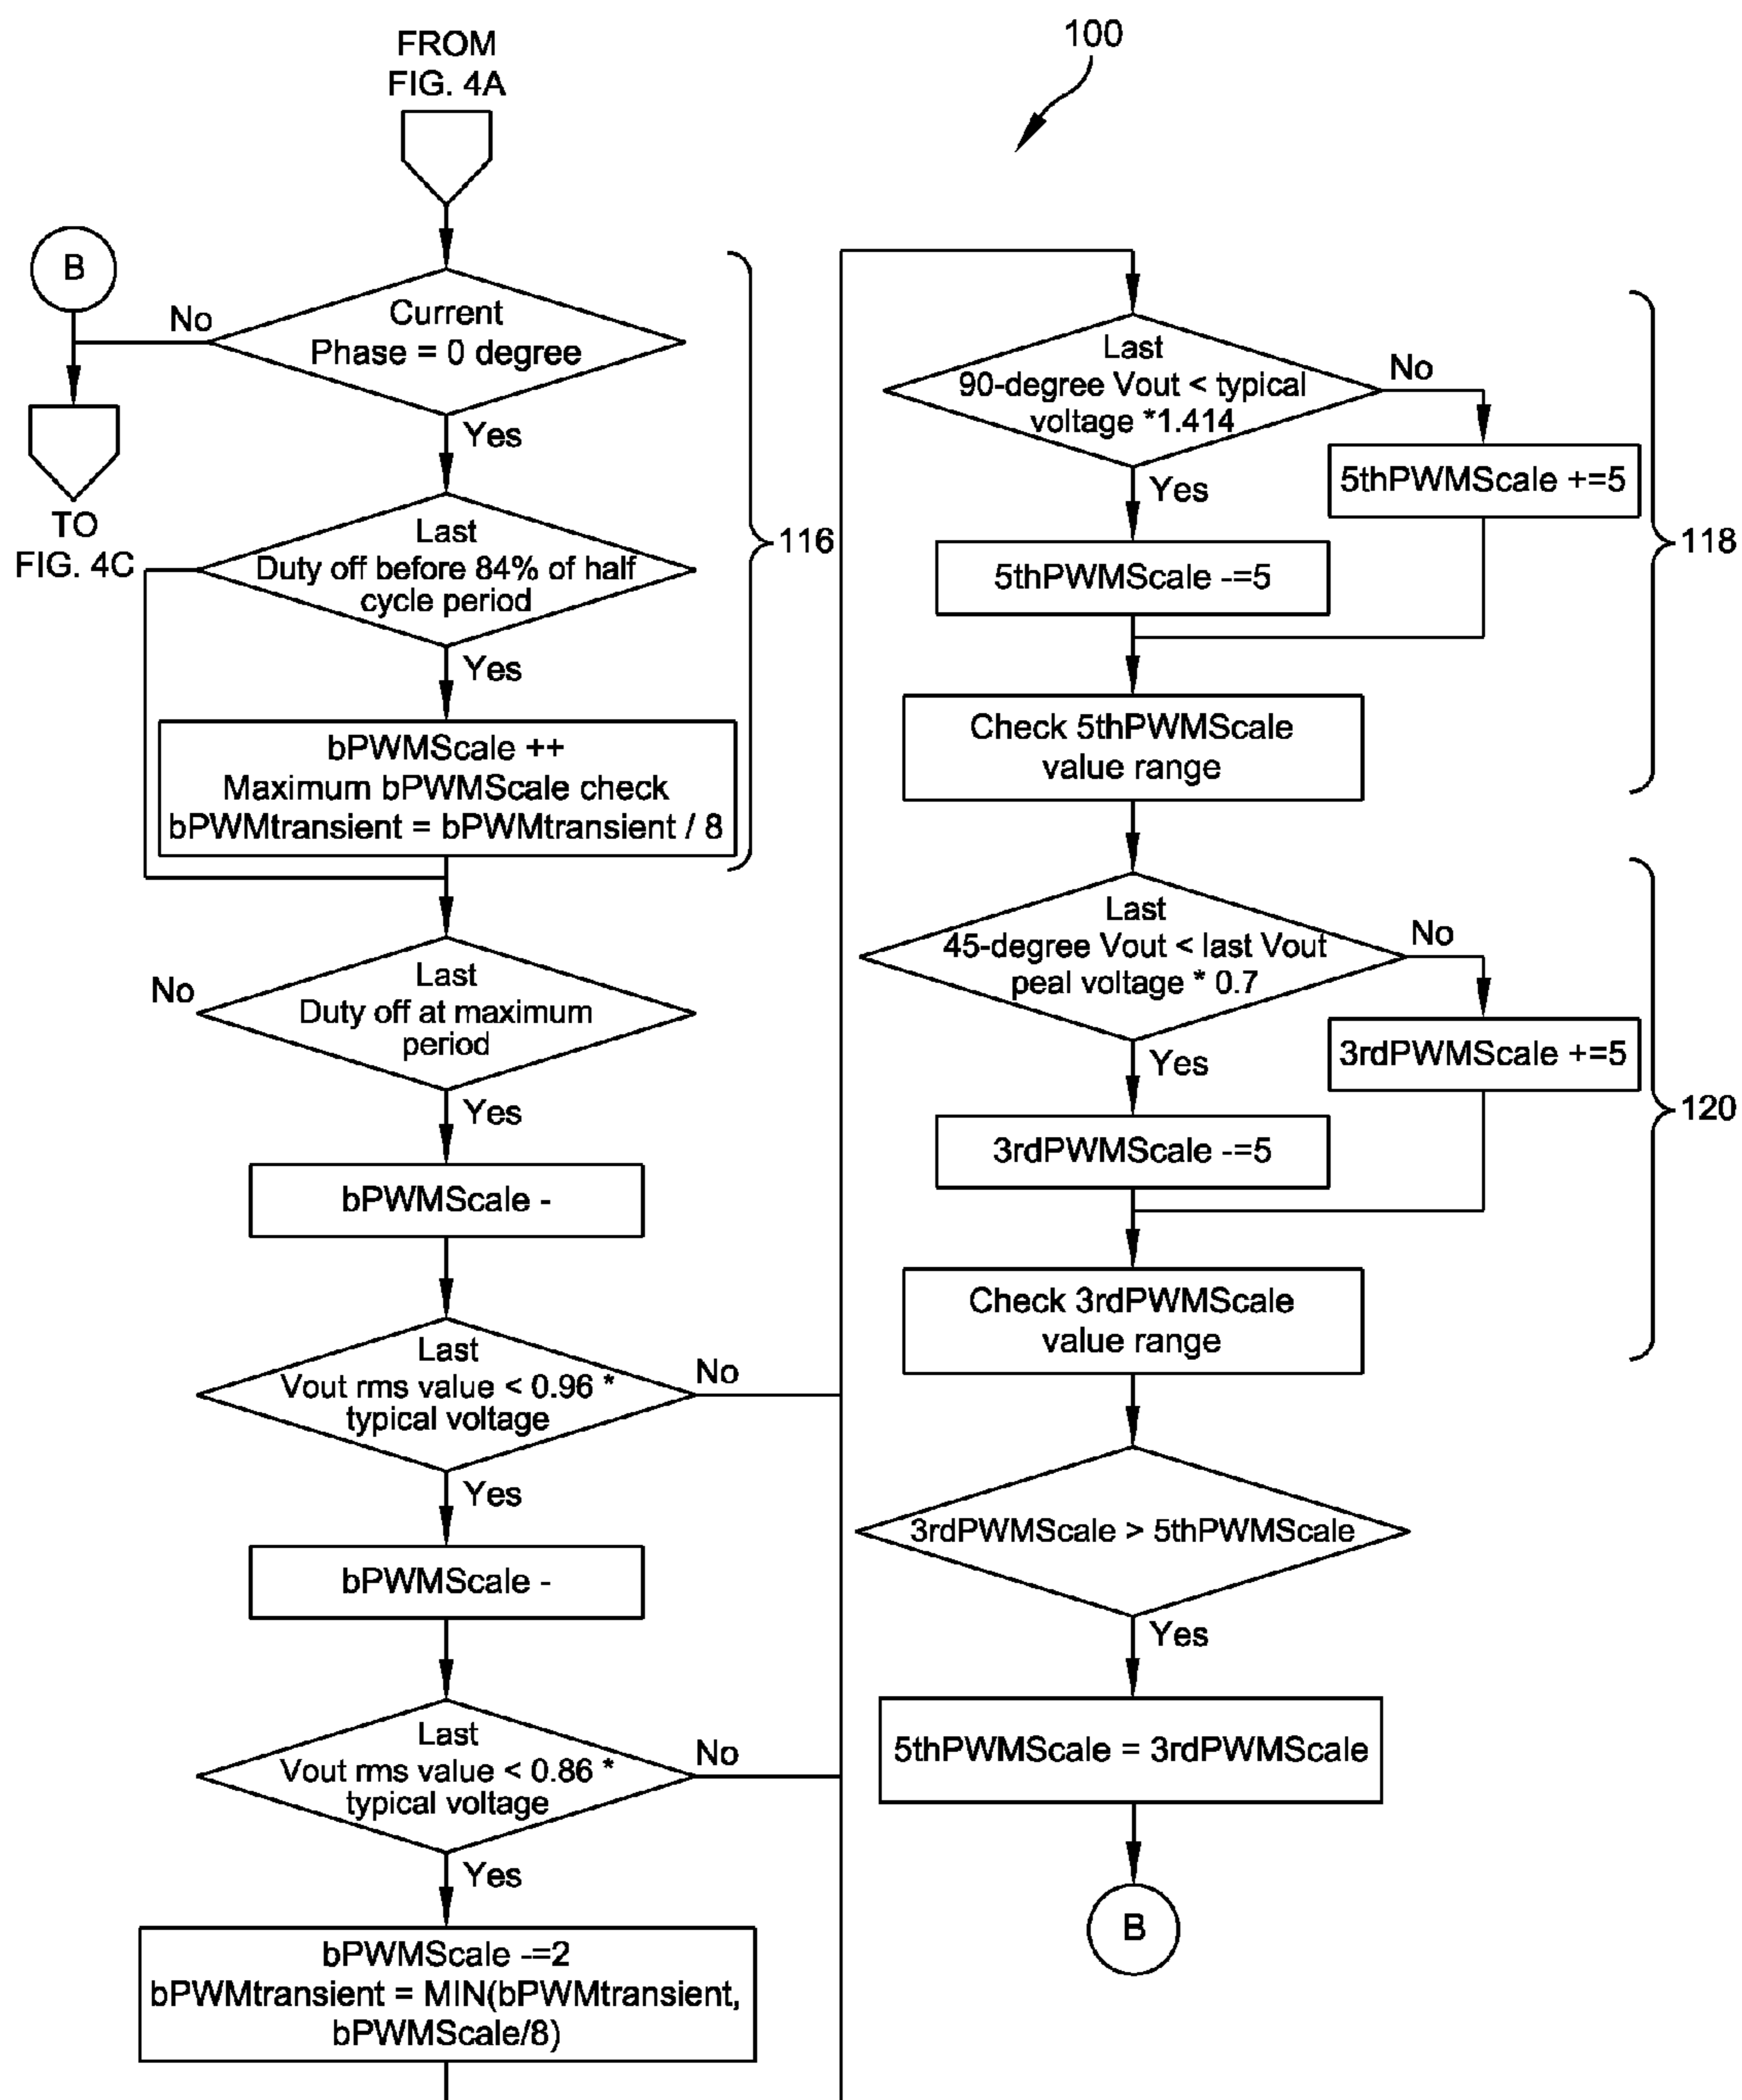 FROM
FIG. 4A
100
B
No
Current
Phase = 0 degree
Yes
TO
FIG. 4C
Last
Duty off before 84% of half
cycle period
Yes
bPWMScale ++
Maximum bPWMScale check
bPWMtransient = bPWMtransient / 8
116
No
Last
Duty off at maximum
period
Yes
bPWMScale -
Last
Vout rms value < 0.96 *
typical voltage
No
Yes
bPWMScale -
Last
Vout rms value < 0.86 *
typical voltage
No
Yes
bPWMScale -=2
bPWMtransient = MIN(bPWMtransient,
bPWMScale/8)
Last
90-degree Vout < typical
voltage *1.414
No
5thPWMScale +=5
Yes
5thPWMScale -=5
Check 5thPWMScale
value range
118
Last
45-degree Vout < last Vout
peal voltage * 0.7
No
3rdPWMScale +=5
Yes
3rdPWMScale -=5
Check 3rdPWMScale
value range
120
3rdPWMScale > 5thPWMScale
Yes
5thPWMScale = 3rdPWMScale
B